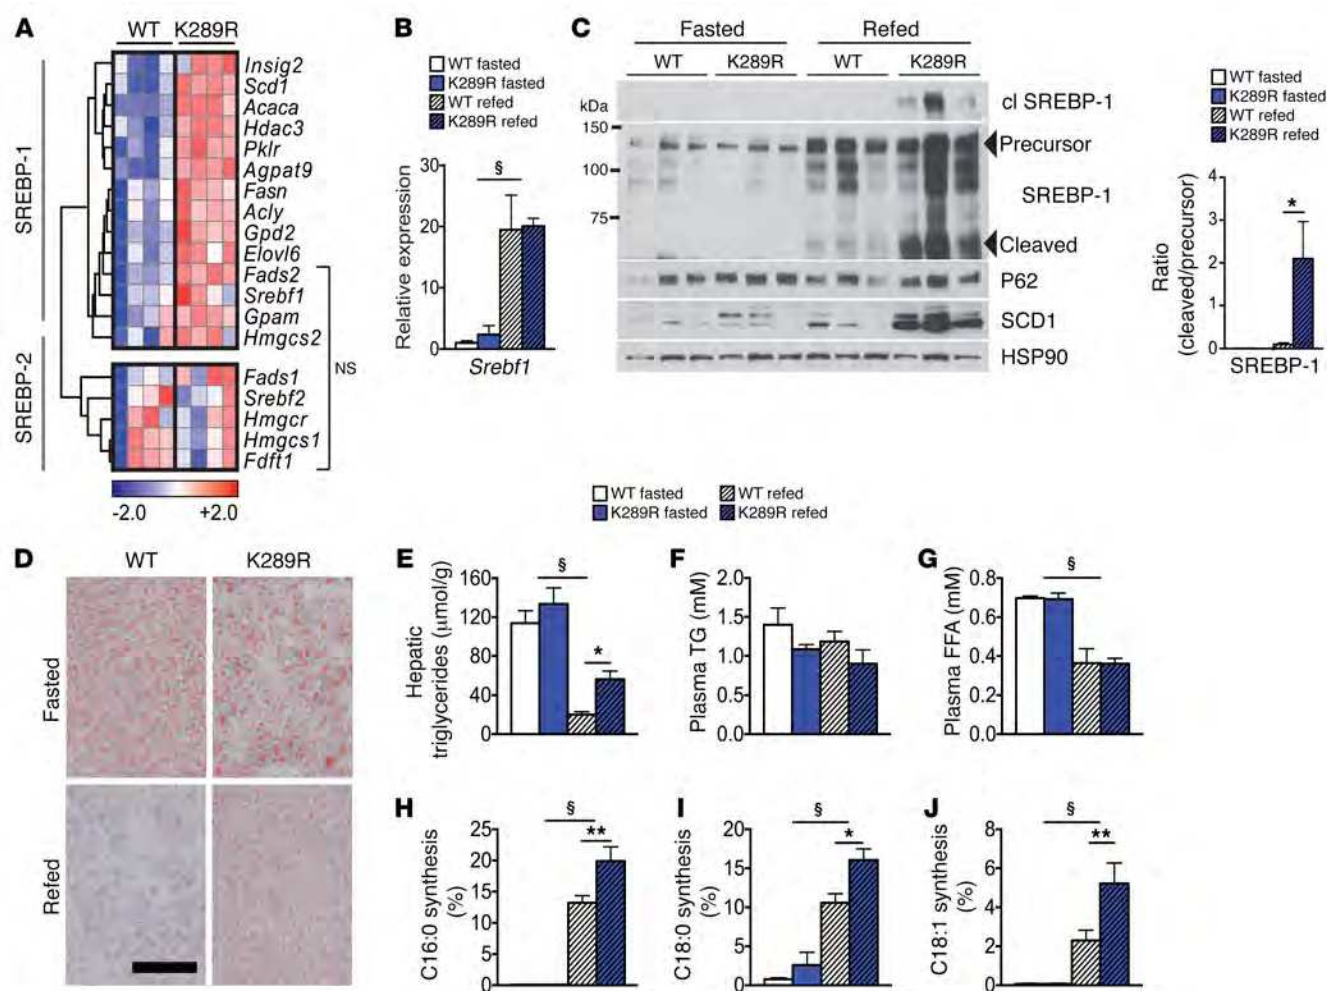 A
WT K289R
SREBP-1
SREBP-2
Insig2
Scd1
Acaca
Hdac3
Pklr
Agpat9
Fasn
Acly
Gpd2
Elovl6
Fads2
Srebf1
Gpam
Hmgcs2
Fads1
Srebf2
Hmgcr
Hmgcs1
Fdft1
NS
-2.0 +2.0
B
WT fasted
K289R fasted
WT refed
K289R refed
Relative expression
30
20
10
0
§
Srebf1
C
Fasted Refed
WT K289R WT K289R
kDa
150
100
75
cl SREBP-1
Precursor
SREBP-1
Cleaved
P62
SCD1
HSP90
WT fasted
K289R fasted
WT refed
K289R refed
Ratio
(cleaved/precursor)
4
3
2
1
0
*
SREBP-1
WT fasted WT refed
K289R fasted K289R refed
D
WT K289R
Fasted
Refed
E
Hepatic
triglycerides (μmol/g)
160
120
80
40
0
§
*
F
Plasma TG (mM)
2.0
1.5
1.0
0.5
0.0
G
Plasma FFA (mM)
0.8
0.6
0.4
0.2
0.0
§
H
C16:0 synthesis
(%)
25
20
15
10
5
0
§
**
I
C18:0 synthesis
(%)
20
15
10
5
0
§
*
J
C18:1 synthesis
(%)
8
6
4
2
0
§
**